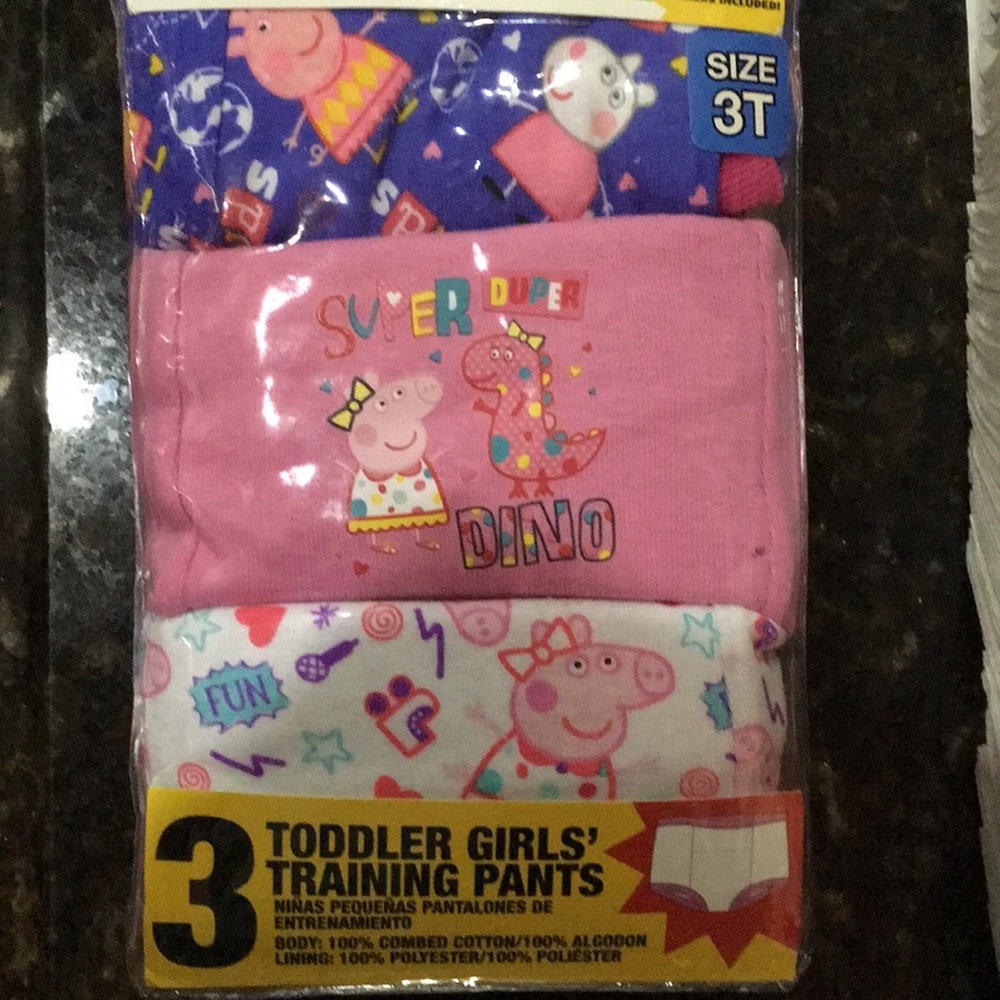 INCLUDED!
SIZE
3T
S
S
SUPER DUPER
DINO
FUN
3
TODDLER GIRLS'
TRAINING PANTS
NIÑAS PEQUEÑAS PANTALONES DE
ENTRENAMIENTO
BODY: 100% COMBED COTTON/100% ALGODON
LINING: 100% POLYESTER/100% POLIÉSTER